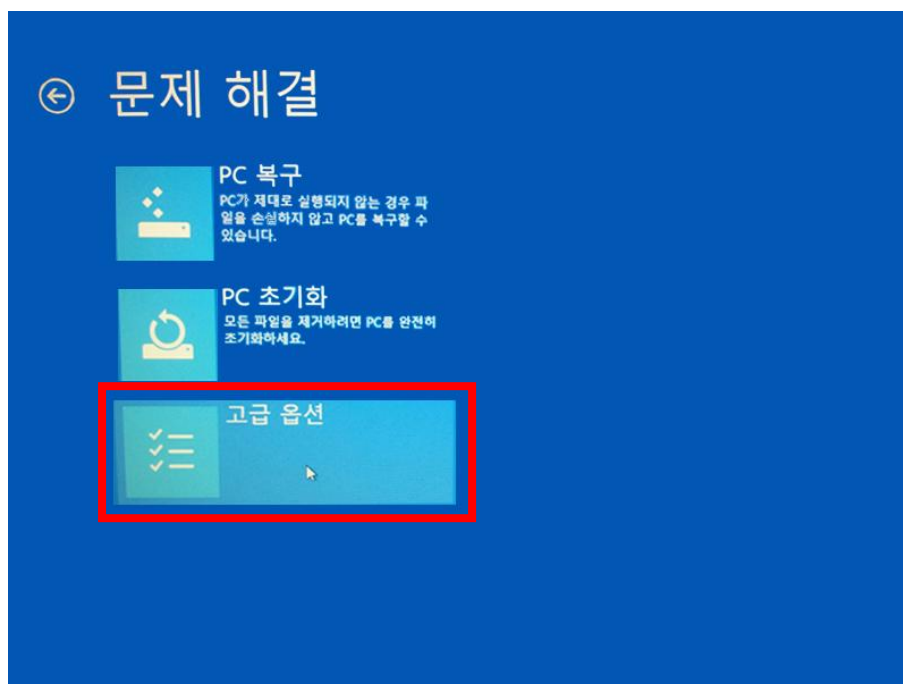 문제 해결
PC 복구
PC가 제대로 실행되지 않는 경우 파
일을 손실하지 않고 PC를 복구할 수
있습니다.
PC 초기화
모든 파일을 제거하려면 PC를 완전히
초기화하세요.
고급 옵션